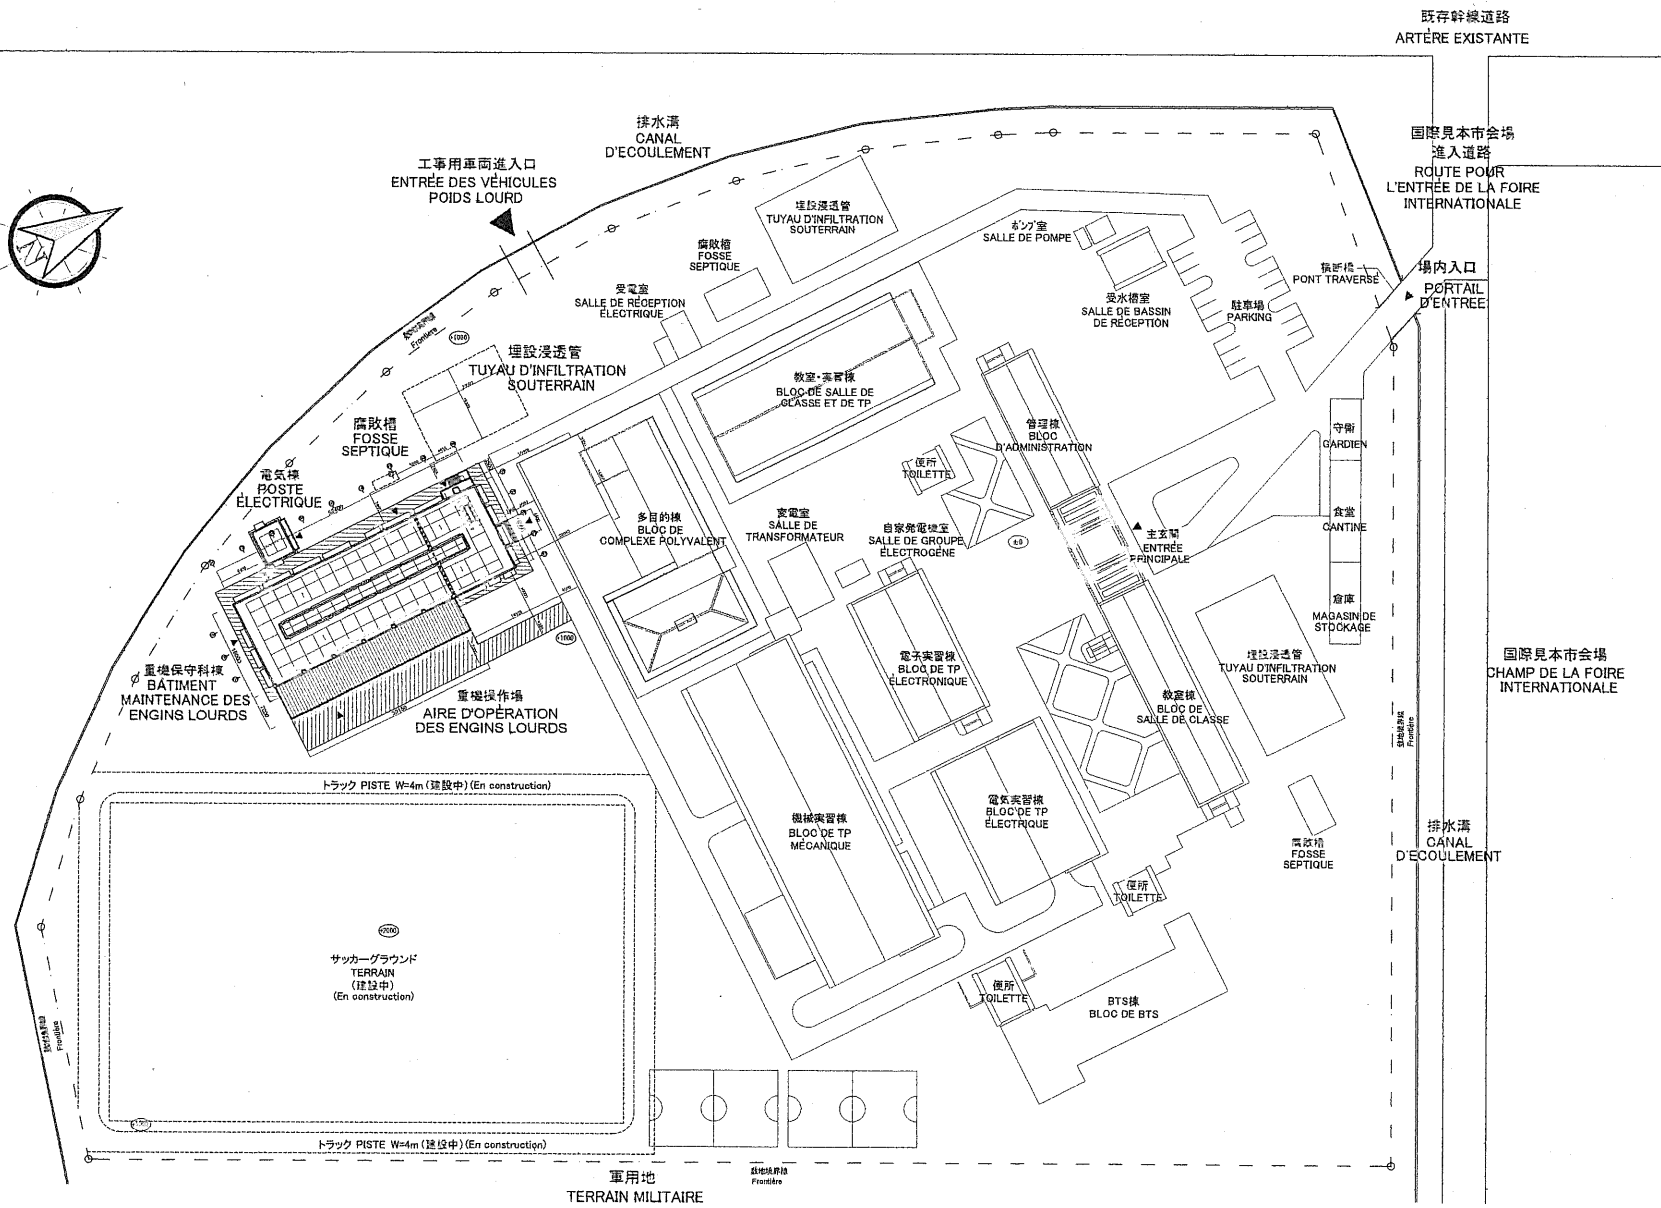 既存幹線道路
ARTÈRE EXISTANTE
排水溝
CANAL
D'ECOULEMENT
工事用車両進入口
ENTRÉE DES VÉHICULES
POIDS LOURD
国際見本市会場
進入道路
ROUTE POUR
L'ENTRÉE DE LA FOIRE
INTERNATIONALE
埋設浸透管
TUYAU D'INFILTRATION
SOUTERRAIN
ポンプ室
SALLE DE POMPE
腐敗槽
FOSSE
SEPTIQUE
横断橋
PONT TRAVERSE
場内入口
PORTAIL
D'ENTREE
受電室
SALLE DE RÉCEPTION
ÉLECTRIQUE
受水槽室
SALLE DE BASSIN
DE RÉCEPTION
駐車場
PARKING
Frontière
+1000
埋設浸透管
TUYAU D'INFILTRATION
SOUTERRAIN
教室・実習棟
BLOC DE SALLE DE
CLASSE ET DE TP
腐敗槽
FOSSE
SEPTIQUE
管理棟
BLOC
D'ADMINISTRATION
守衛
GARDIEN
便所
TOILETTE
電気棟
POSTE
ÉLECTRIQUE
多目的棟
BLOC DE
COMPLEXE POLYVALENT
変電室
SALLE DE
TRANSFORMATEUR
自家発電機室
SALLE DE GROUPE
ÉLECTROGÈNE
±0
主玄関
ENTRÉE
PRINCIPALE
食堂
CANTINE
倉庫
MAGASIN DE
STOCKAGE
+1000
重機保守科棟
BÂTIMENT
MAINTENANCE DES
ENGINS LOURDS
重機操作場
AIRE D'OPÉRATION
DES ENGINS LOURDS
電子実習棟
BLOC DE TP
ÉLECTRONIQUE
教室棟
BLOC DE
SALLE DE CLASSE
埋設浸透管
TUYAU D'INFILTRATION
SOUTERRAIN
国際見本市会場
CHAMP DE LA FOIRE
INTERNATIONALE
Frontière
トラック PISTE W=4m (建設中) (En construction)
機械実習棟
BLOC DE TP
MÉCANIQUE
電気実習棟
BLOC DE TP
ÉLECTRIQUE
腐敗槽
FOSSE
SEPTIQUE
排水溝
CANAL
D'ECOULEMENT
便所
TOILETTE
+2000
サッカーグラウンド
TERRAIN
(建設中)
(En construction)
便所
TOILETTE
BTS棟
BLOC DE BTS
Frontière
トラック PISTE W=4m (建設中) (En construction)
軍用地
TERRAIN MILITAIRE
敷地境界線
Frontière